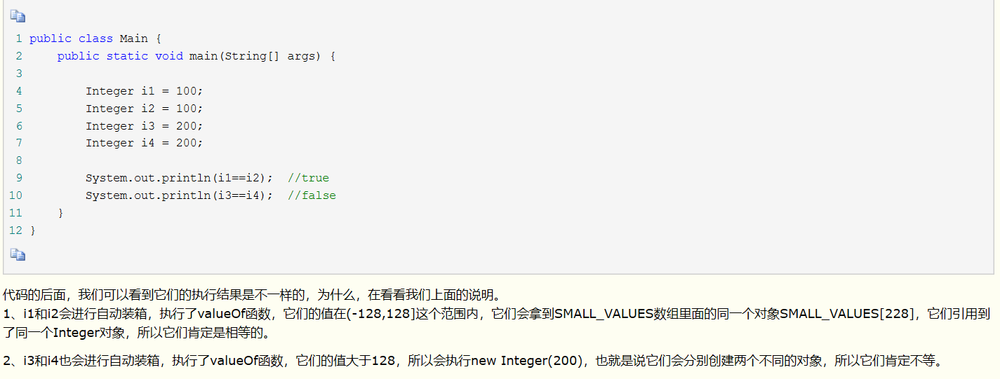 1 public class Main {
2     public static void main(String[] args) {
3
4         Integer i1 = 100;
5         Integer i2 = 100;
6         Integer i3 = 200;
7         Integer i4 = 200;
8
9         System.out.println(i1==i2);  //true
10         System.out.println(i3==i4);  //false
11     }
12 }
代码的后面，我们可以看到它们的执行结果是不一样的，为什么，在看看我们上面的说明。
1、i1和i2会进行自动装箱，执行了valueOf函数，它们的值在(-128,128]这个范围内，它们会拿到SMALL_VALUES数组里面的同一个对象SMALL_VALUES[228]，它们引用到
了同一个Integer对象，所以它们肯定是相等的。
2、i3和i4也会进行自动装箱，执行了valueOf函数，它们的值大于128，所以会执行new Integer(200)，也就是说它们会分别创建两个不同的对象，所以它们肯定不等。